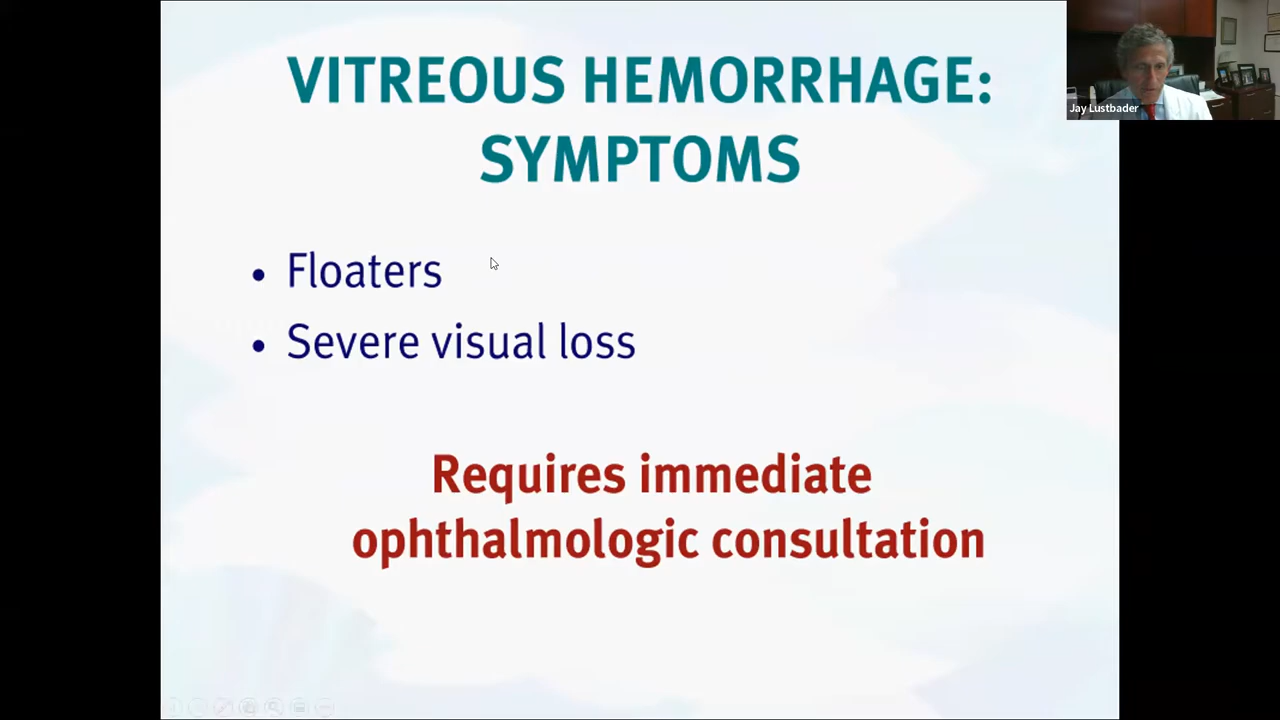 VITREOUS HEMORRHAGE:
SYMPTOMS
Jay Lustbader
• Floaters
• Severe visual loss
Requires immediate
ophthalmologic consultation